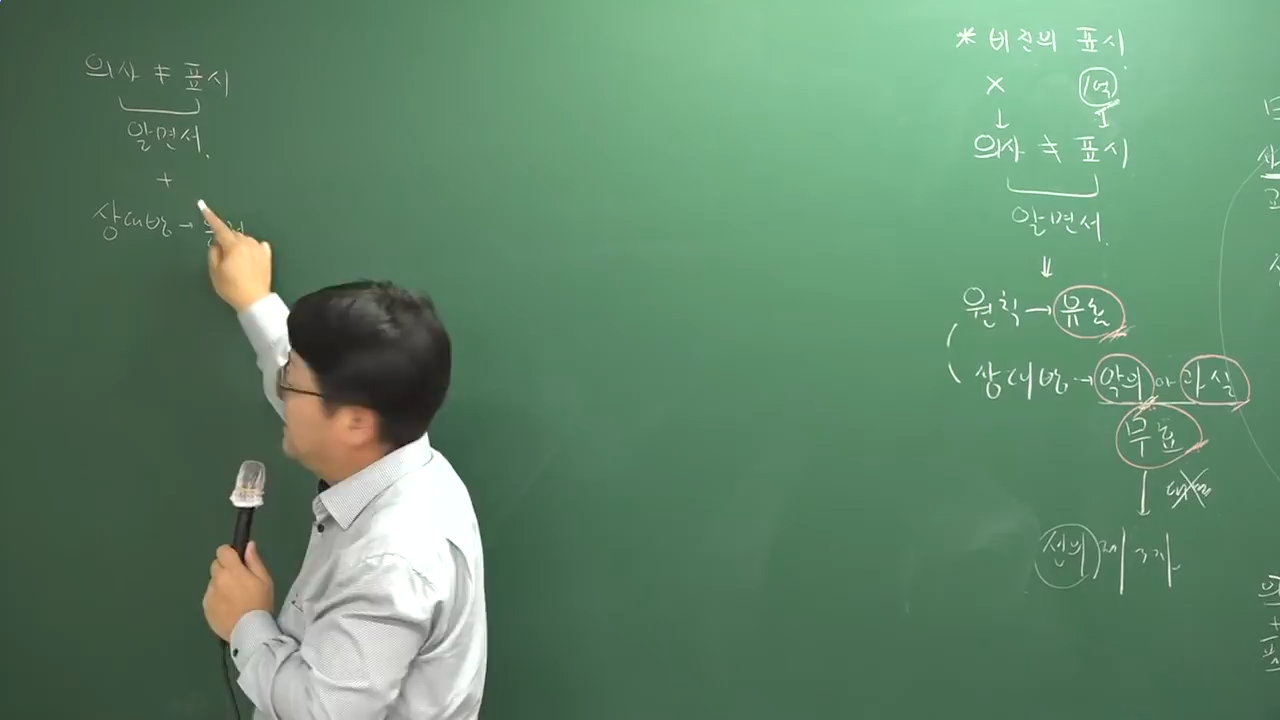 의사 ≠ 표시
알면서.
+
상대방 →
* 비진의 표시.
× 1억
↓ ↓
의사 ≠ 표시
알면서.
↓
원칙 → 유효
상대방 → 악의 or 과실
무효
↓
선의 제3자.